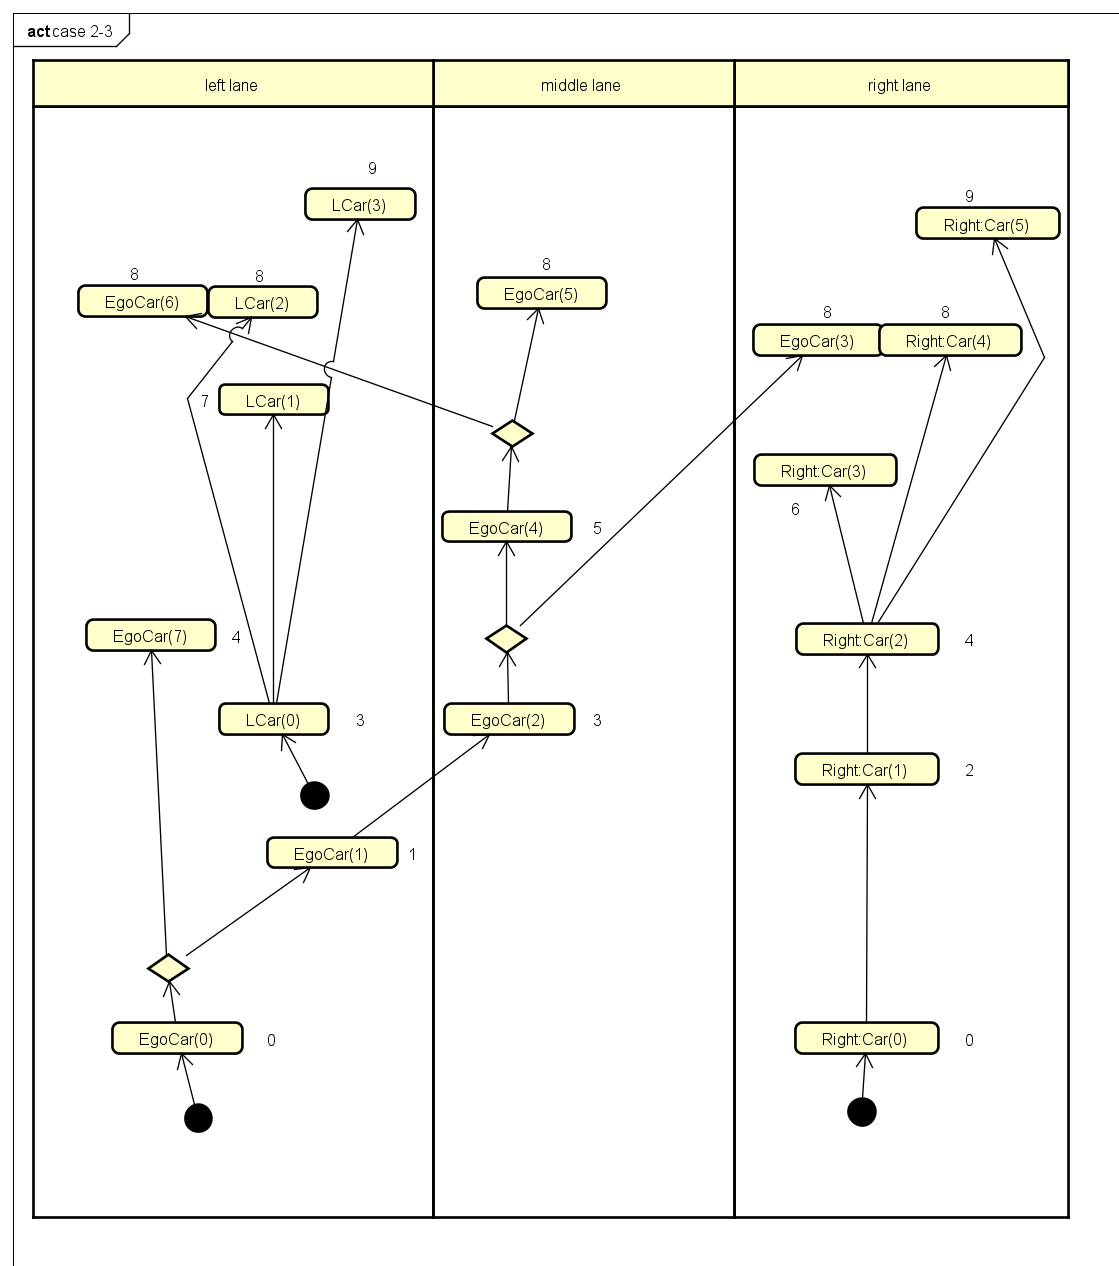 act case 2-3
left lane
middle lane
right lane
9
LCar(3)
9
Right:Car(5)
8
8
8
EgoCar(6)
LCar(2)
EgoCar(5)
8
8
EgoCar(3)
Right:Car(4)
7
LCar(1)
Right:Car(3)
6
EgoCar(4)
5
EgoCar(7)
4
Right:Car(2)
4
LCar(0)
3
EgoCar(2)
3
Right:Car(1)
2
EgoCar(1)
1
EgoCar(0)
0
Right:Car(0)
0